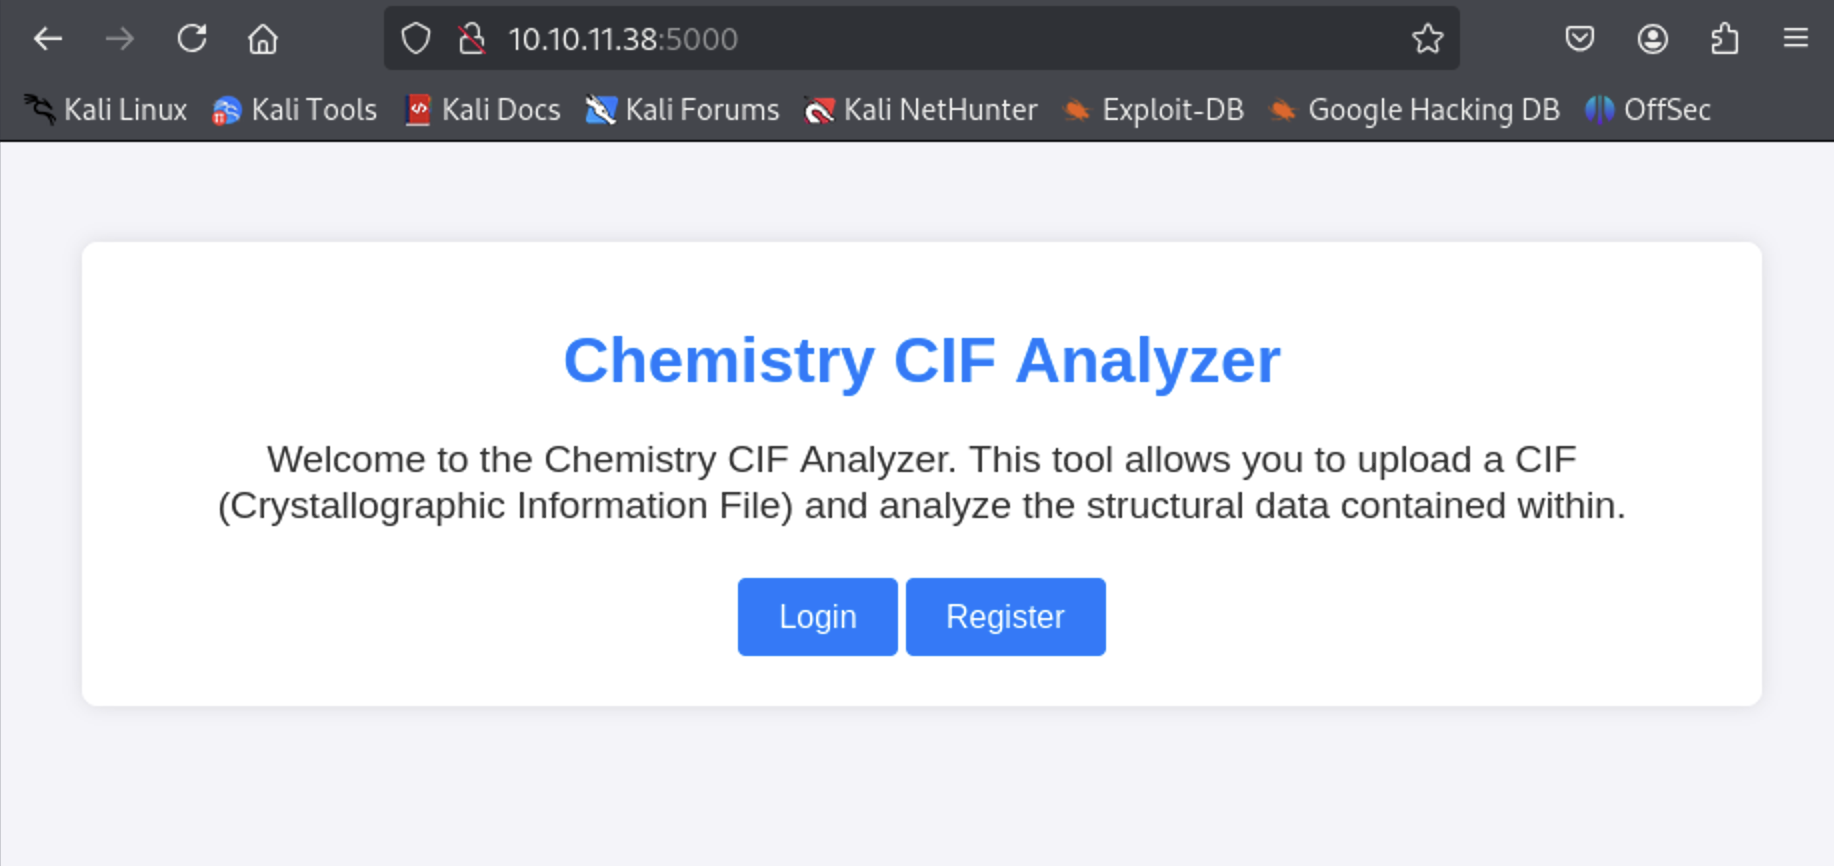 10.10.11.38:5000
Kali Linux Kali Tools Kali Docs Kali Forums Kali NetHunter Exploit-DB Google Hacking DB OffSec
Chemistry CIF Analyzer
Welcome to the Chemistry CIF Analyzer. This tool allows you to upload a CIF
(Crystallographic Information File) and analyze the structural data contained within.
Login Register